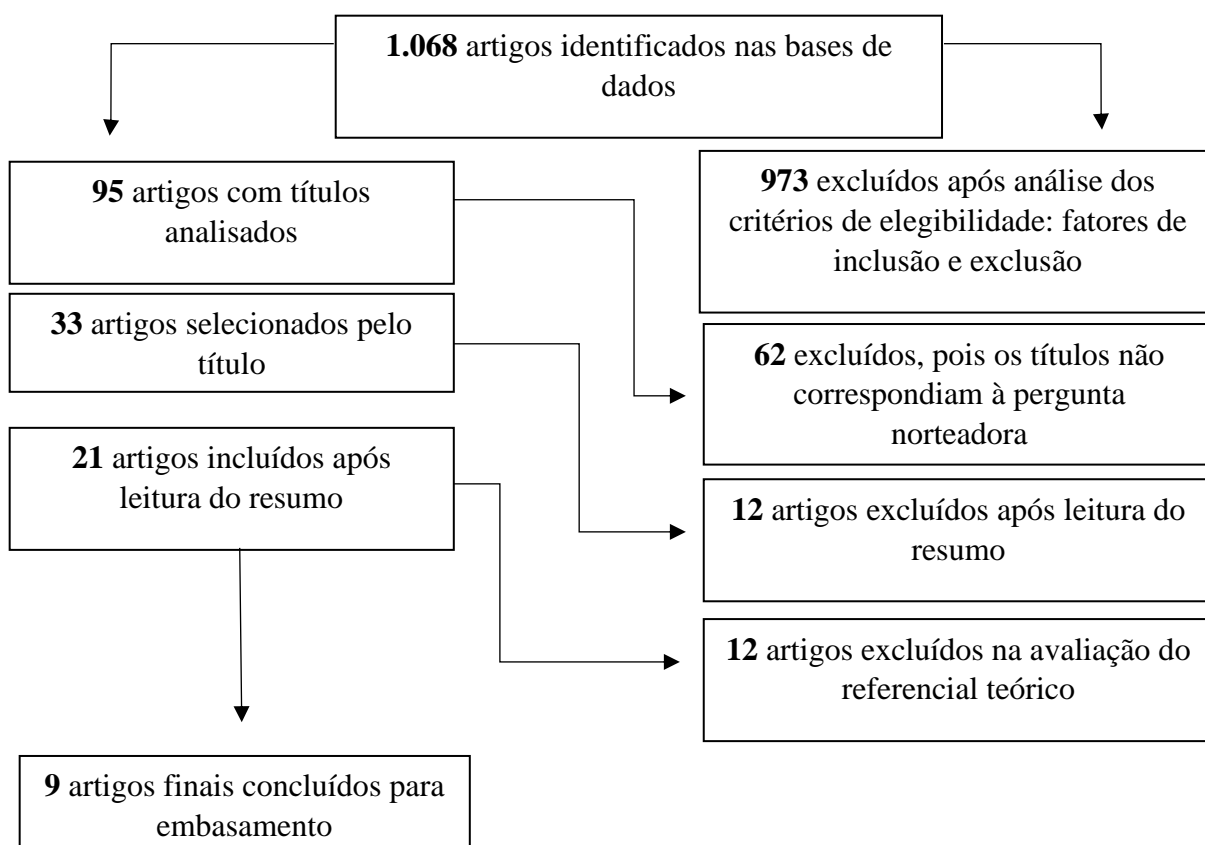 1.068 artigos identificados nas bases de
dados
95 artigos com títulos
analisados
973 excluídos após análise dos
critérios de elegibilidade: fatores de
inclusão e exclusão
33 artigos selecionados pelo
título
62 excluídos, pois os títulos não
correspondiam à pergunta
norteadora
21 artigos incluídos após
leitura do resumo
12 artigos excluídos após leitura do
resumo
12 artigos excluídos na avaliação do
referencial teórico
9 artigos finais concluídos para
embasamento